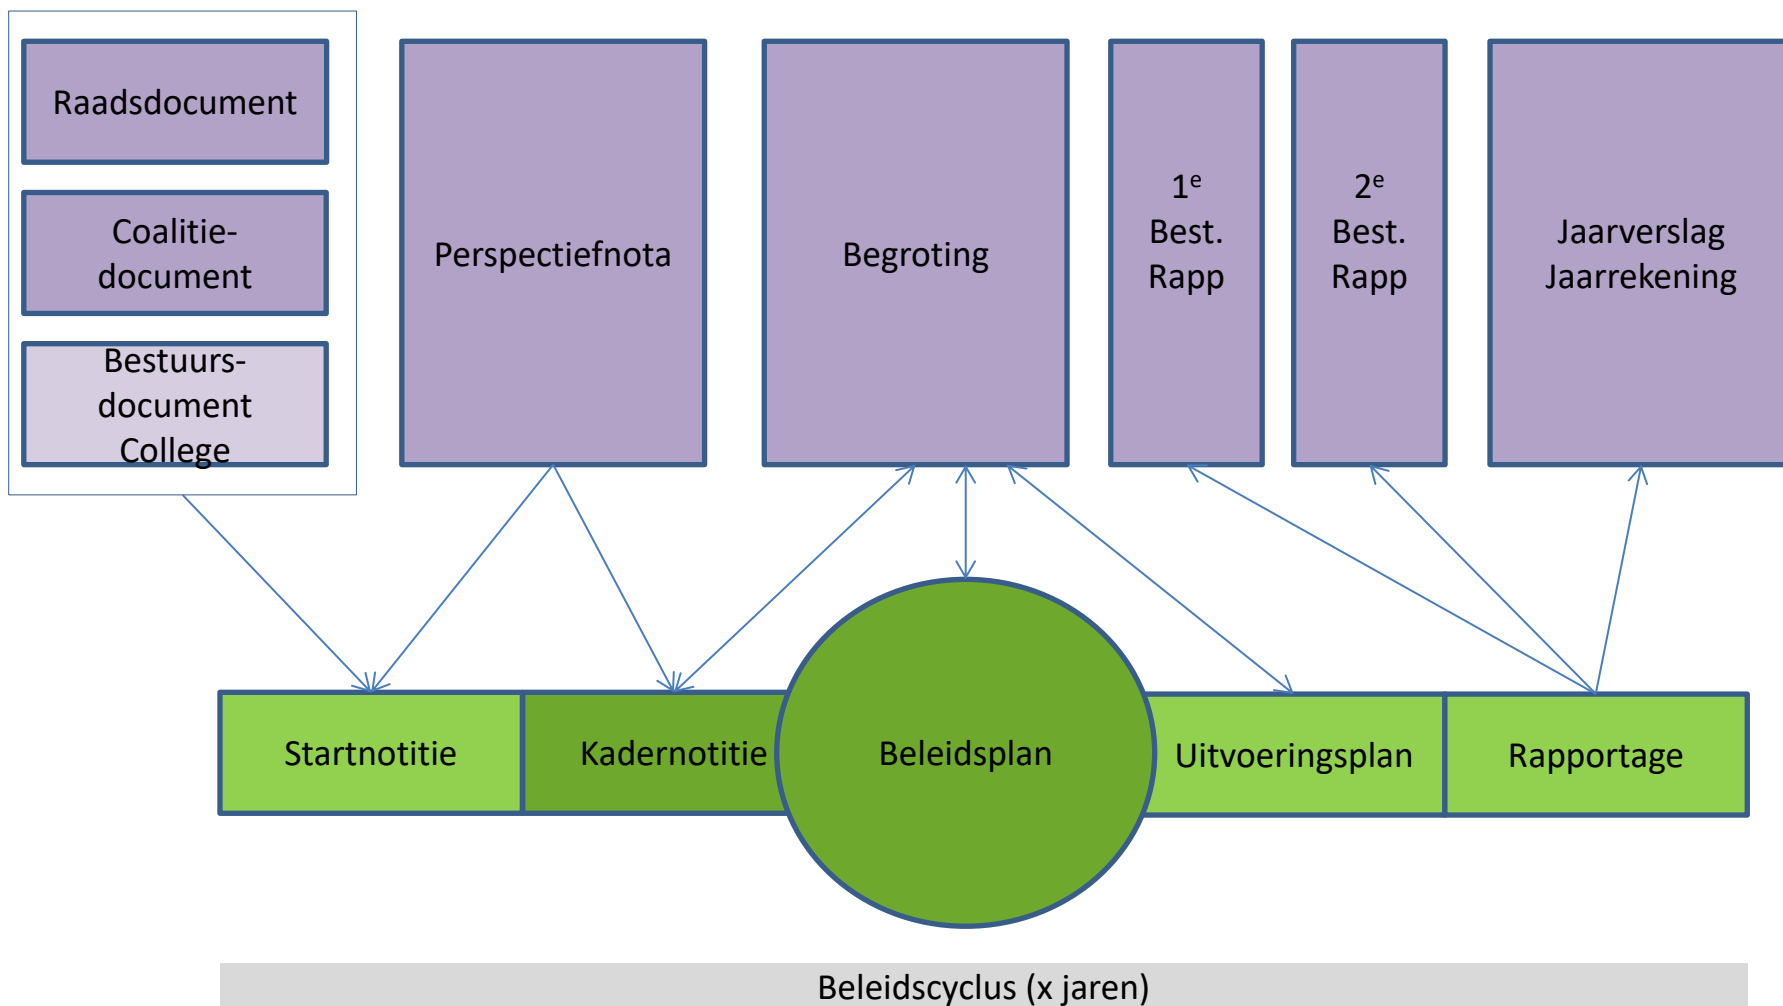 Raadsdocument
Coalitie-
document
Bestuurs-
document
College
Perspectiefnota
Begroting
1e
Best.
Rapp
2e
Best.
Rapp
Jaarverslag
Jaarrekening
Startnotitie
Kadernotitie
Beleidsplan
Uitvoeringsplan
Rapportage
Beleidscyclus (x jaren)